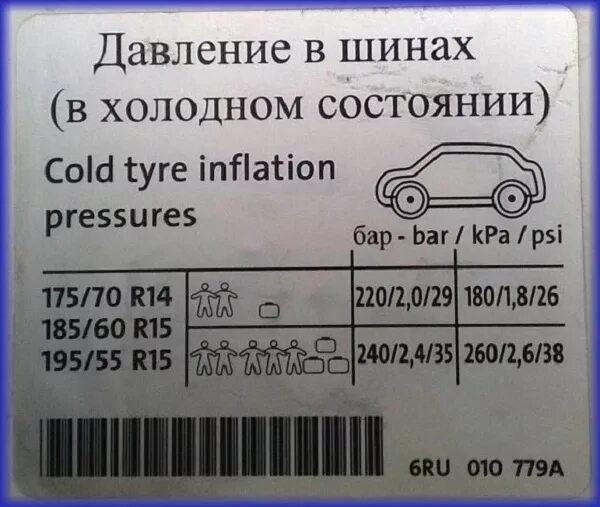 Давление в шинах
(в холодном состоянии)
Cold tyre inflation
pressures
бар - bar / kPa / psi
175/70 R14
185/60 R15
195/55 R15
220/2,0/29 180/1,8/26
240/2,4/35 260/2,6/38
6RU 010 779A